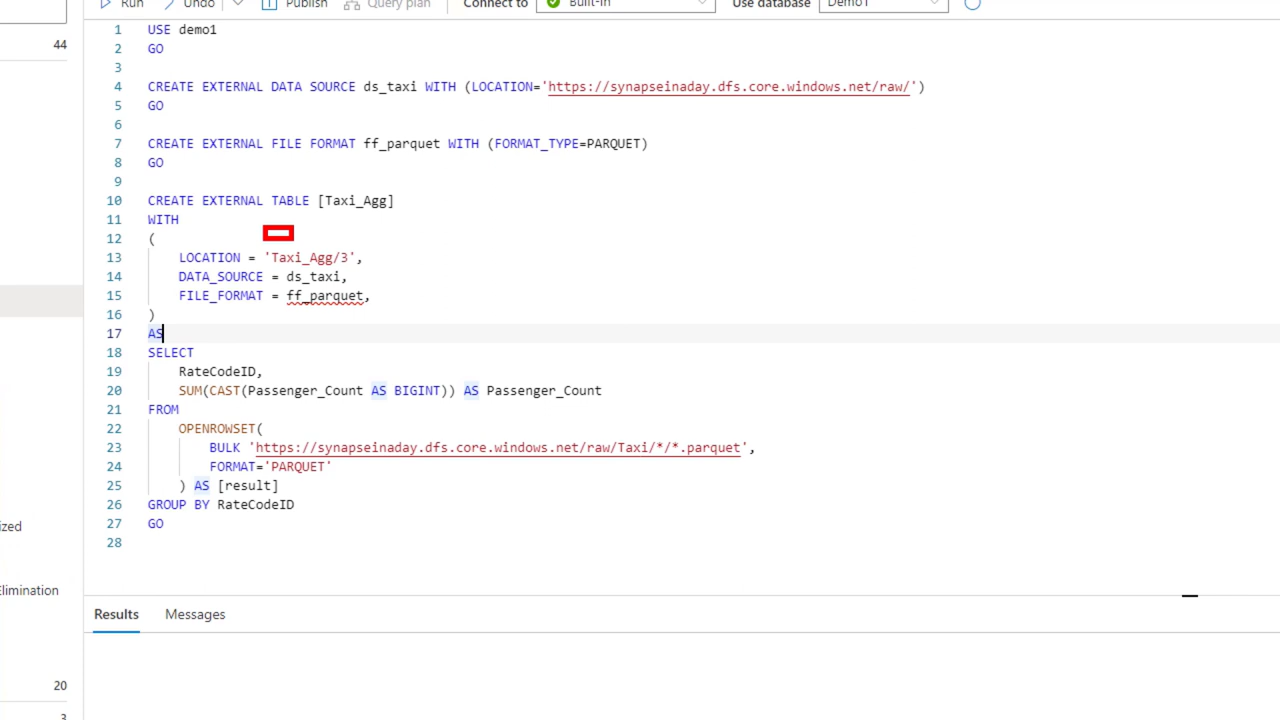 Run Undo Publish Query plan Connect to Built-in Use database Demo1
44
1 USE demo1
2 GO
3
4 CREATE EXTERNAL DATA SOURCE ds_taxi WITH (LOCATION='https://synapseinaday.dfs.core.windows.net/raw/')
5 GO
6
7 CREATE EXTERNAL FILE FORMAT ff_parquet WITH (FORMAT_TYPE=PARQUET)
8 GO
9
10 CREATE EXTERNAL TABLE [Taxi_Agg]
11 WITH
12 (
13 LOCATION = 'Taxi_Agg/3',
14 DATA_SOURCE = ds_taxi,
15 FILE_FORMAT = ff_parquet,
16 )
17 AS
18 SELECT
19 RateCodeID,
20 SUM(CAST(Passenger_Count AS BIGINT)) AS Passenger_Count
21 FROM
22 OPENROWSET(
23 BULK 'https://synapseinaday.dfs.core.windows.net/raw/Taxi/*/*.parquet',
24 FORMAT='PARQUET'
25 ) AS [result]
26 GROUP BY RateCodeID
27 GO
28
ized
Elimination
Results Messages
20
3